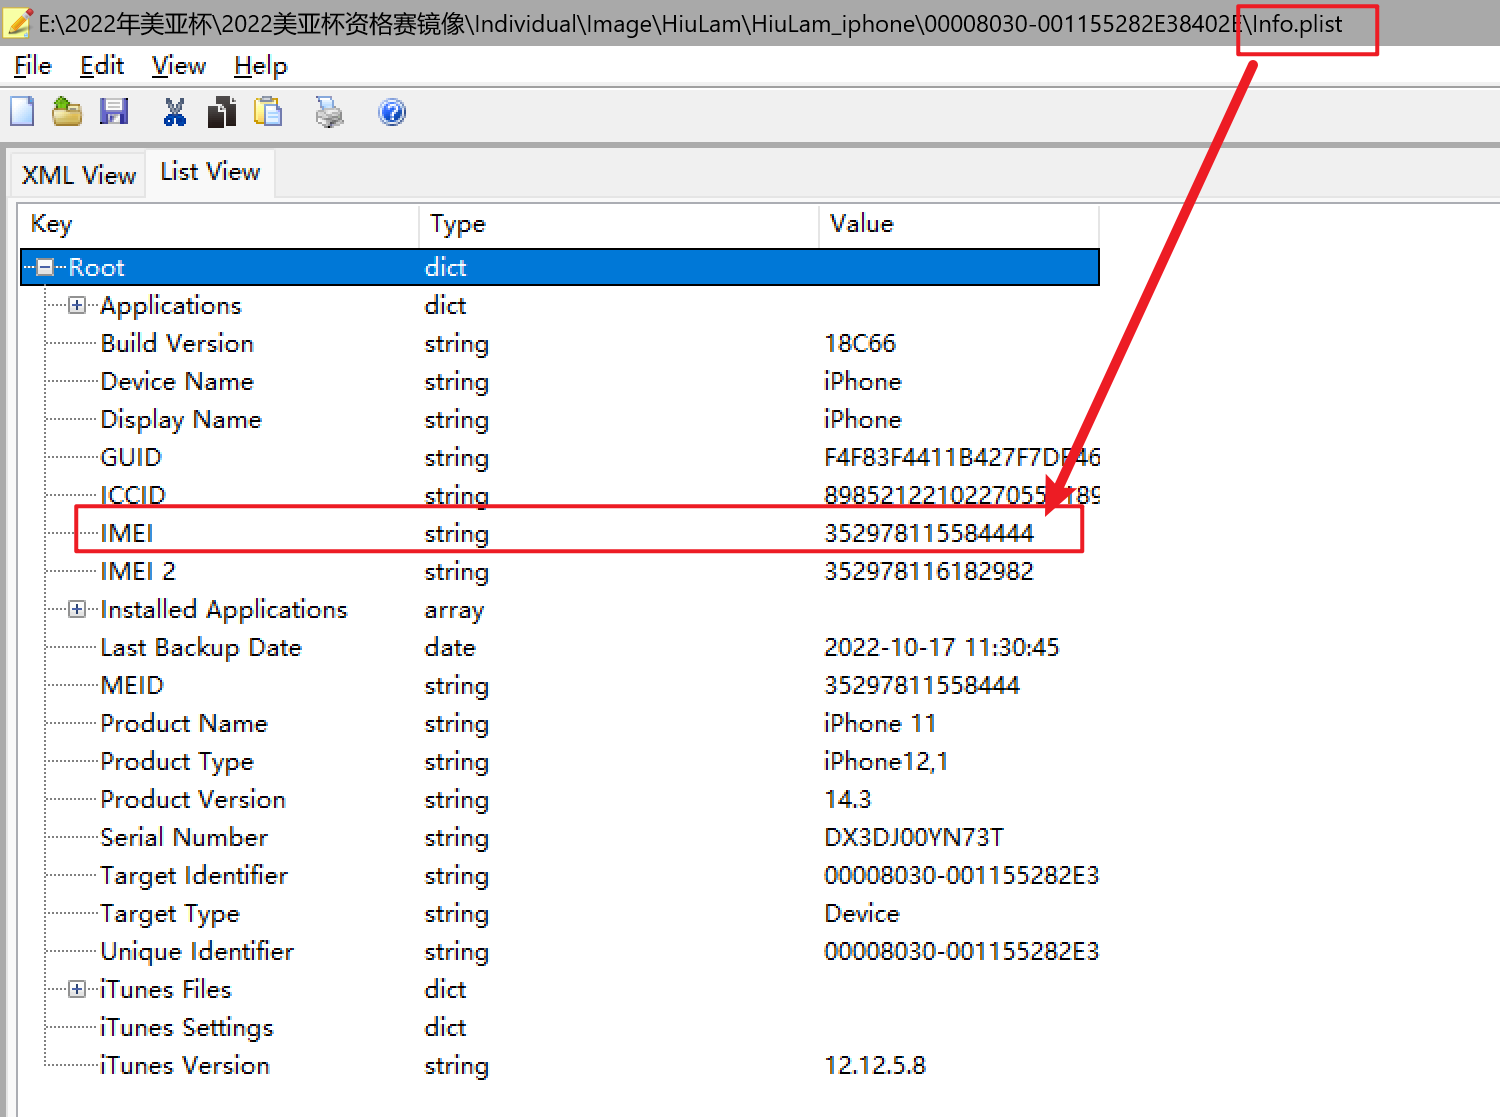 E:\2022年美亚杯\2022美亚杯资格赛镜像\Individual\Image\HiuLam\HiuLam_iphone\00008030-001155282E38402E\Info.plist
File Edit View Help
XML View List View
Key Type Value
Root dict
Applications dict
Build Version string 18C66
Device Name string iPhone
Display Name string iPhone
GUID string
ICCID string
IMEI string 352978115584444
IMEI 2 string 352978116182982
Installed Applications array
Last Backup Date date 2022-10-17 11:30:45
MEID string 35297811558444
Product Name string iPhone 11
Product Type string iPhone12,1
Product Version string 14.3
Serial Number string DX3DJ00YN73T
Target Identifier string 00008030-001155282E3
Target Type string Device
Unique Identifier string 00008030-001155282E3
iTunes Files dict
iTunes Settings dict
iTunes Version string 12.12.5.8